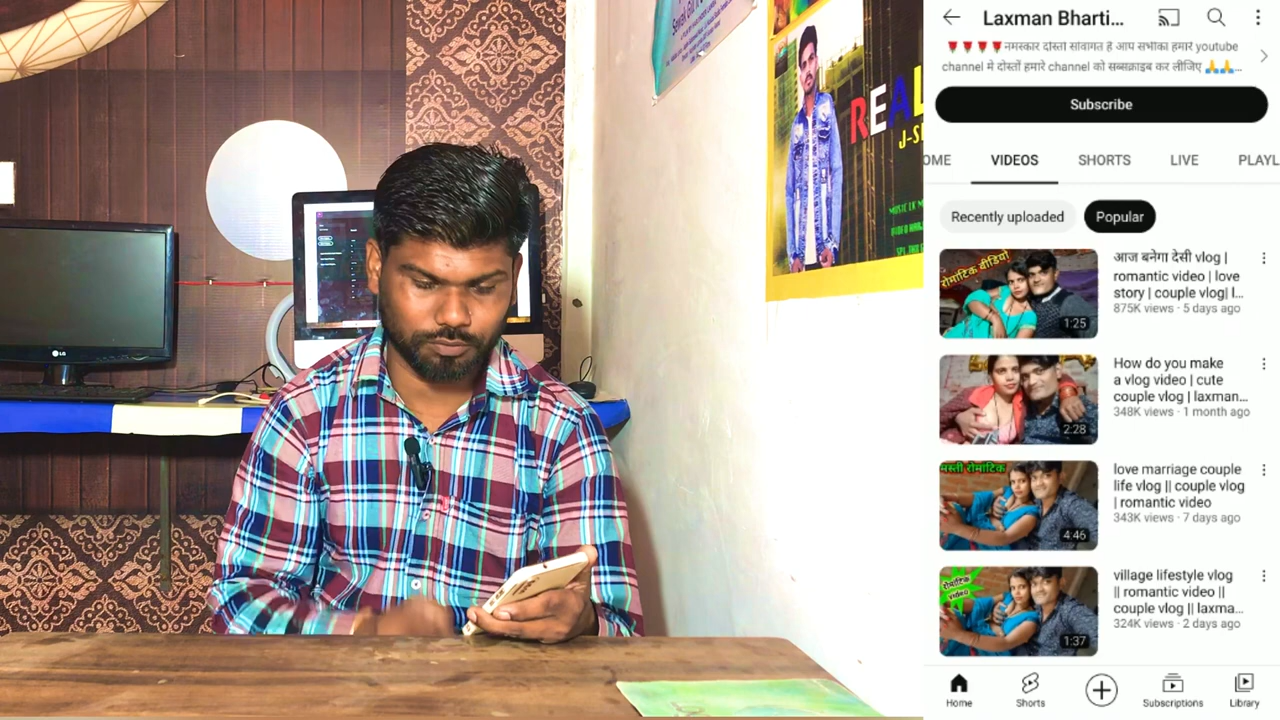 REAL
J-S
LG
Laxman Bharti...
🌹🌹🌹🌹नमस्कार दोस्तो सावागत है आप सभीका हमारे youtube
channel मे दोस्तों हमारे channel को सब्सक्राइब कर लीजिए 🙏🙏...
Subscribe
OME
VIDEOS
SHORTS
LIVE
PLAYL
Recently uploaded
Popular
रोमाटिक वीडियो
1:25
आज बनेगा देसी vlog |
romantic video | love
story | couple vlog| l...
875K views · 5 days ago
2:28
How do you make
a vlog video | cute
couple vlog | laxman...
348K views · 1 month ago
मस्ती रोमाटिक
4:46
love marriage couple
life vlog || couple vlog
| romantic video
343K views · 7 days ago
रोमाटिक
video
1:37
village lifestyle vlog
|| romantic video ||
couple vlog || laxma...
324K views · 2 days ago
Home
Shorts
Subscriptions
Library